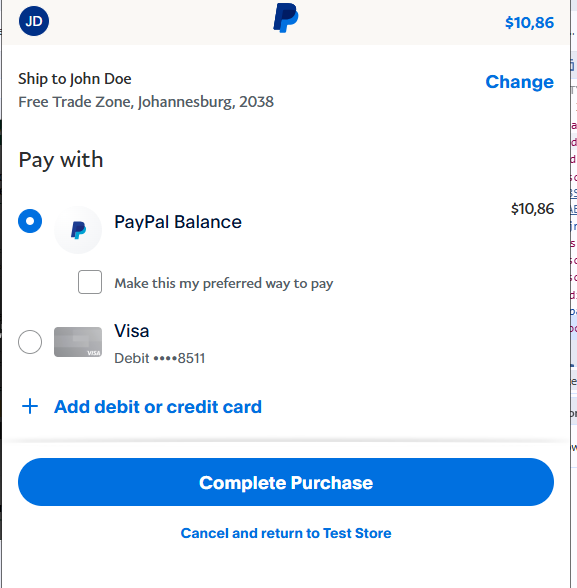 JD
$10,86
Ship to John Doe
Change
Free Trade Zone, Johannesburg, 2038
Pay with
PayPal Balance
$10,86
Make this my preferred way to pay
Visa
VISA
Debit ••••8511
+ Add debit or credit card
Complete Purchase
Cancel and return to Test Store